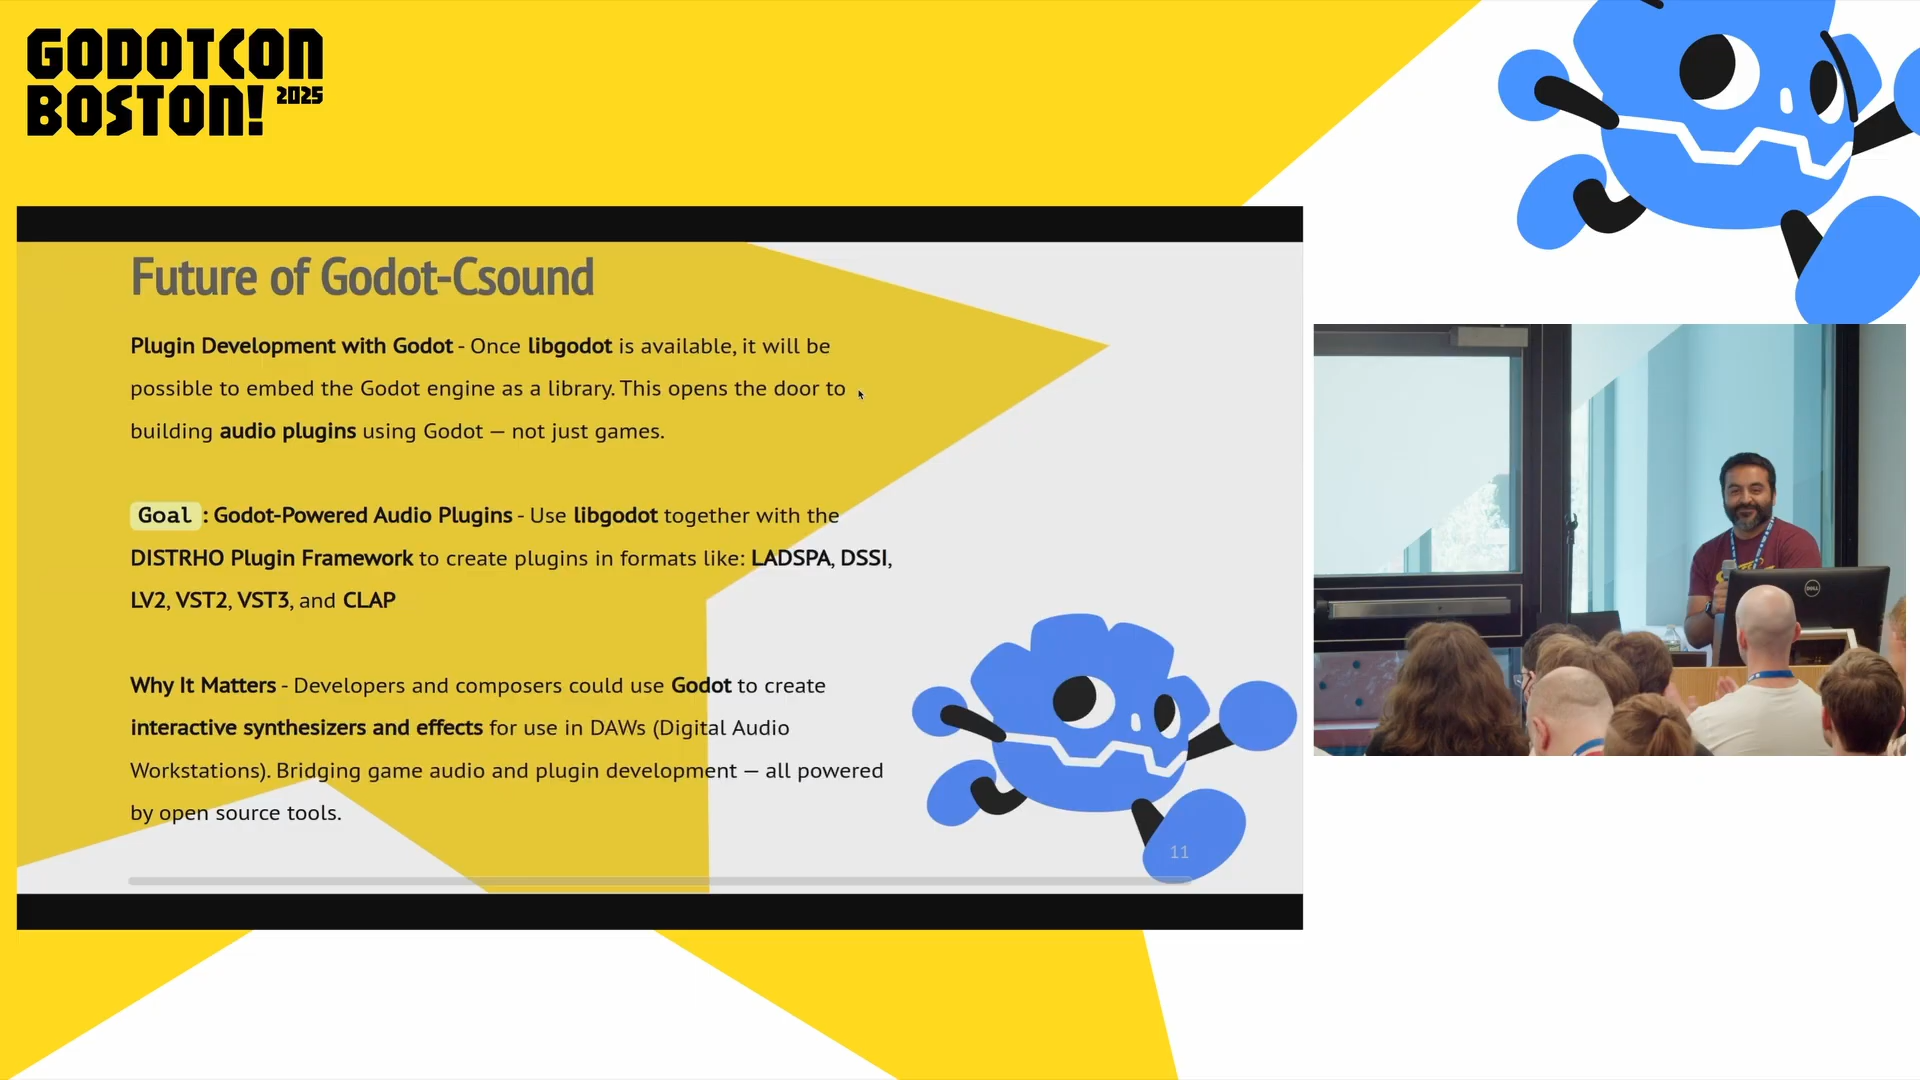 GODOTCON
BOSTON! 2025
Future of Godot-Csound
Plugin Development with Godot - Once libgodot is available, it will be
possible to embed the Godot engine as a library. This opens the door to
building audio plugins using Godot — not just games.
Goal : Godot-Powered Audio Plugins - Use libgodot together with the
DISTRHO Plugin Framework to create plugins in formats like: LADSPA, DSSI,
LV2, VST2, VST3, and CLAP
Why It Matters - Developers and composers could use Godot to create
interactive synthesizers and effects for use in DAWs (Digital Audio
Workstations). Bridging game audio and plugin development — all powered
by open source tools.
11
DELL